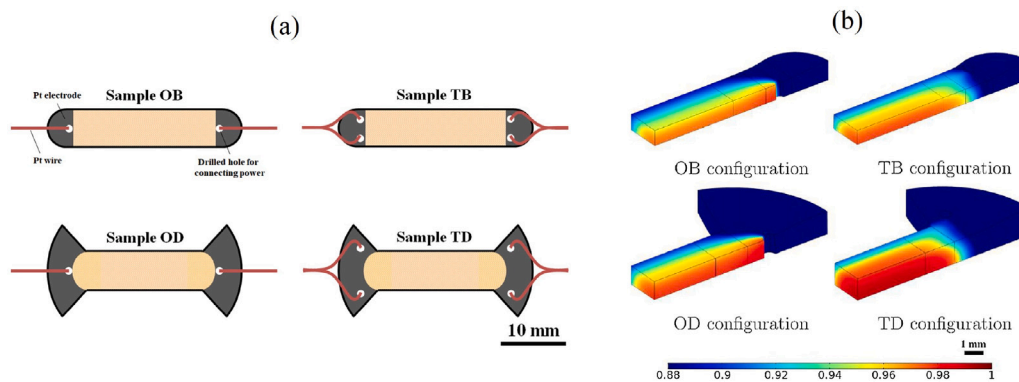 (a)
Pt electrode
Sample OB
Sample TB
Pt wire
Drilled hole for
connecting power
Sample OD
Sample TD
10 mm
(b)
OB configuration
TB configuration
OD configuration
TD configuration
1 mm
0.88
0.9
0.92
0.94
0.96
0.98
1